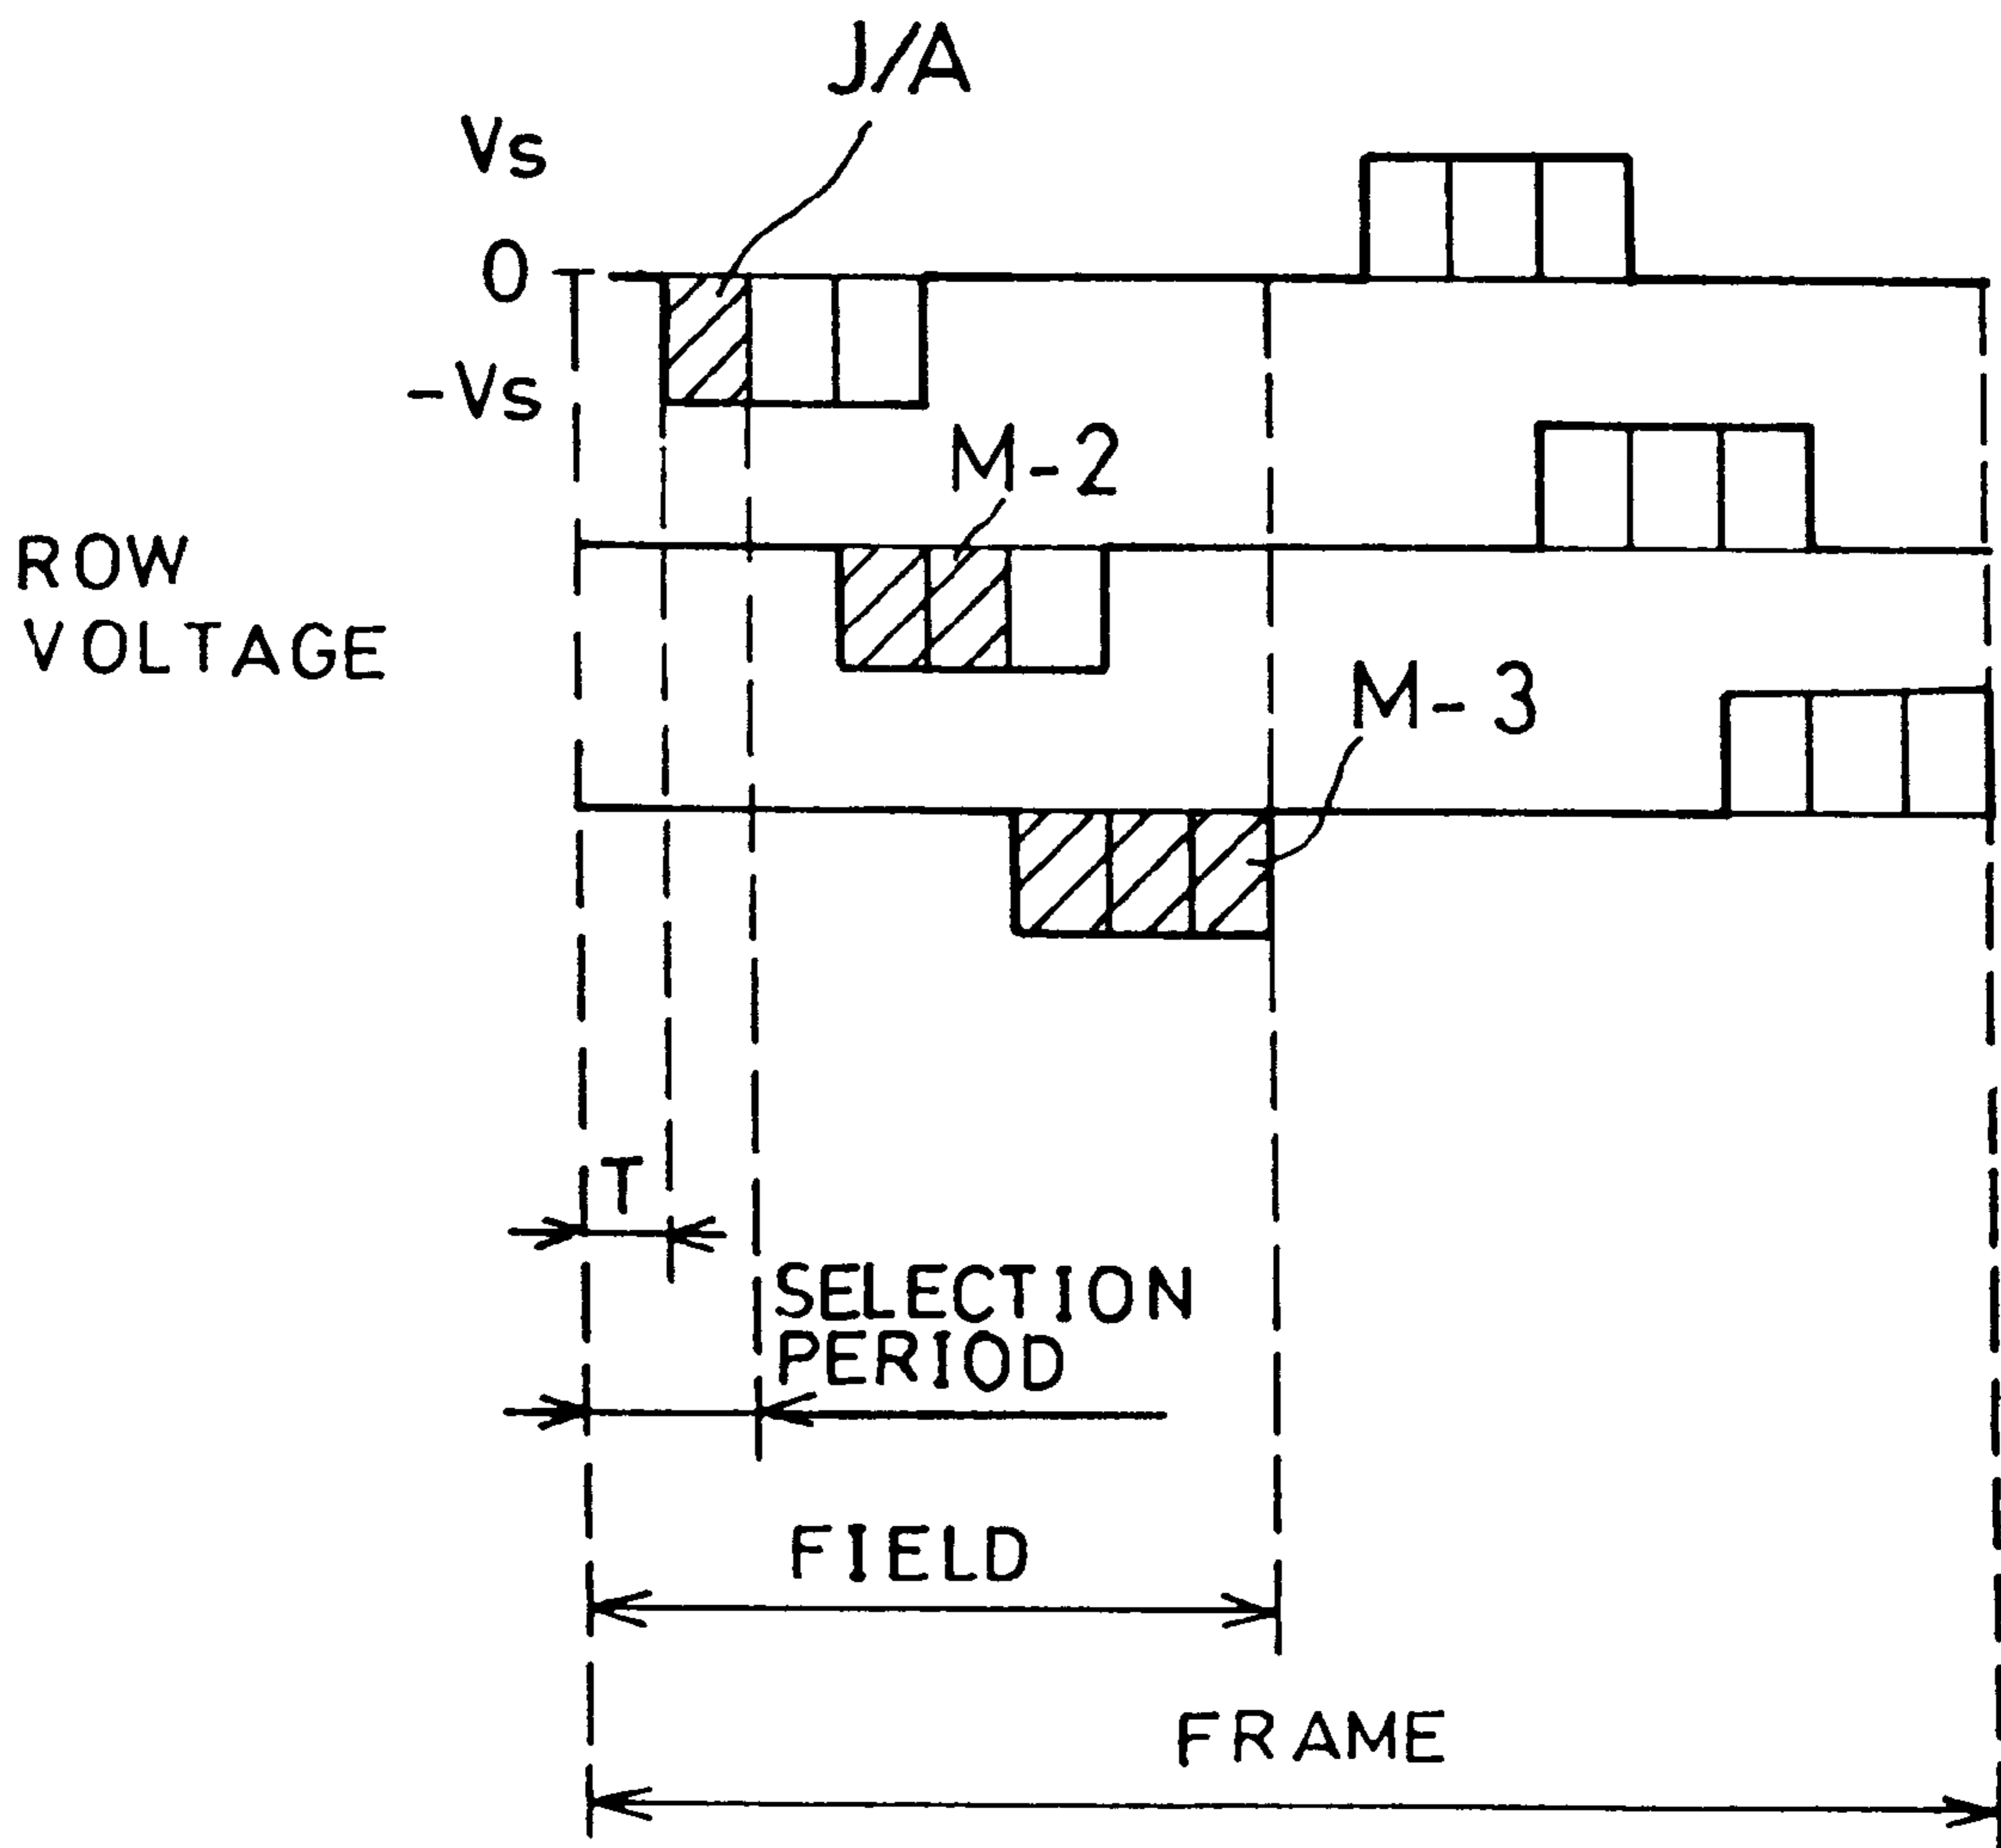 J/A
Vs
0
-Vs
M-2
ROW
VOLTAGE
M-3
T
SELECTION
PERIOD
FIELD
FRAME